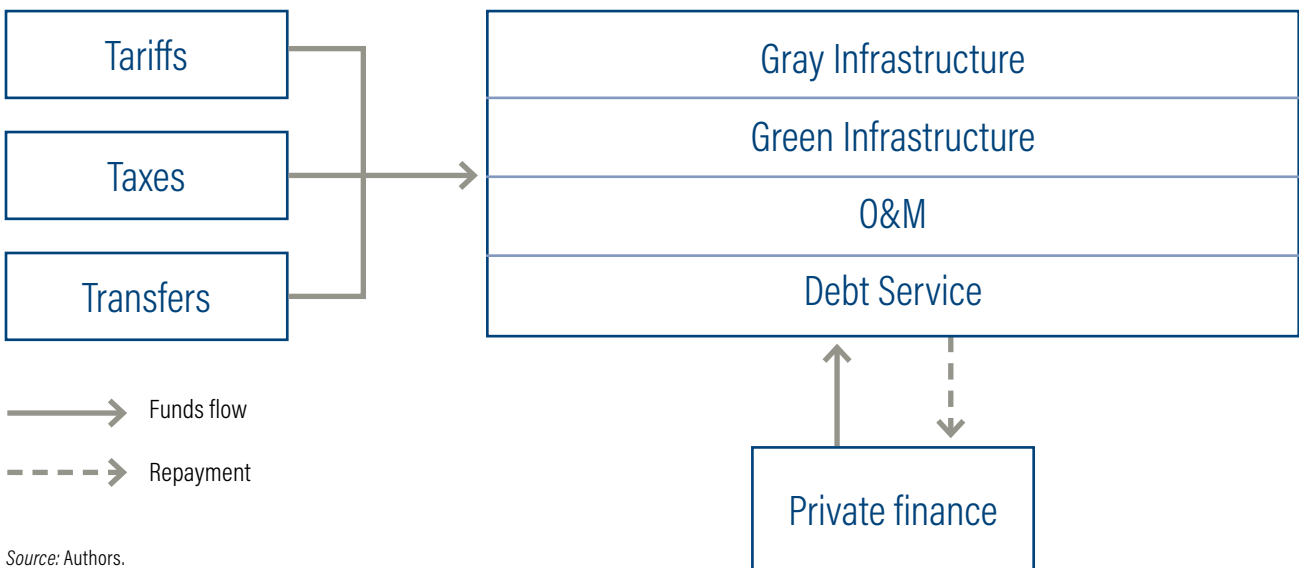 Tariffs
Taxes
Transfers
Gray Infrastructure
Green Infrastructure
O&M
Debt Service
Funds flow
Repayment
Private finance
Source: Authors.